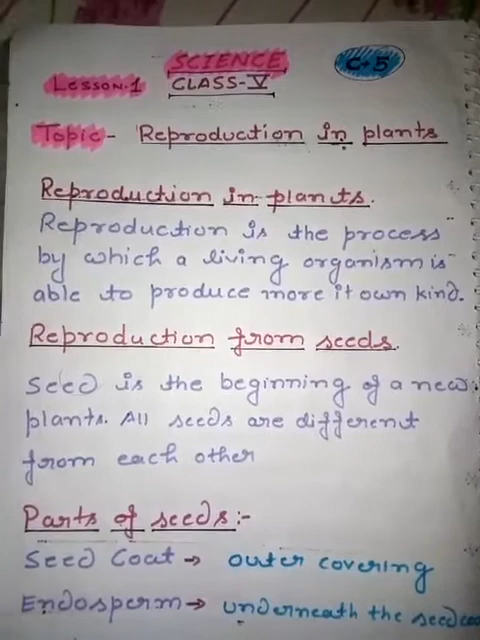 SCIENCE
C-5
Lesson.1 CLASS-V
Topic- Reproduction in plants
Reproduction in plants.
Reproduction is the process
by which a living organism is
able to produce more it own kind.
Reproduction from seeds.
Seed is the beginning of a new
plants. All seeds are different
from each other
Parts of seeds:-
Seed Coat → outer covering
Endosperm → underneath the seedcoa